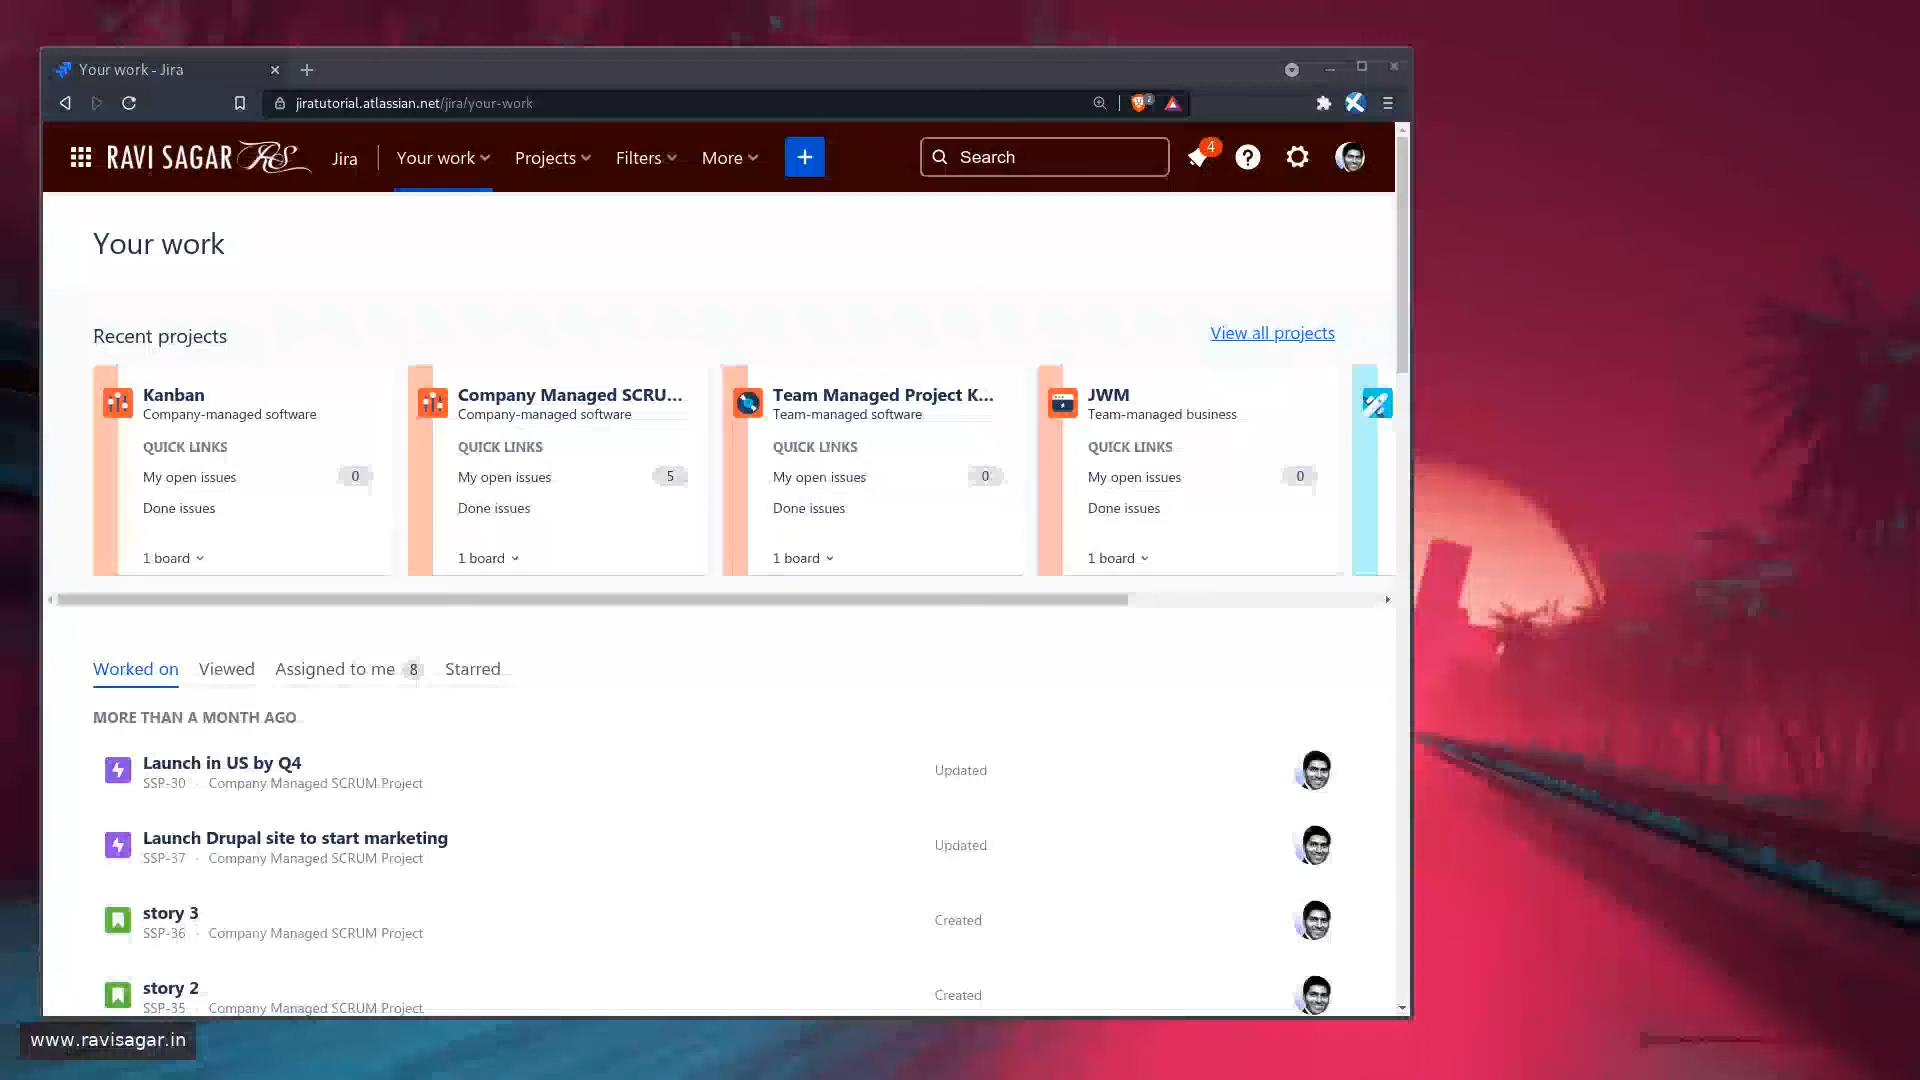 Your work - Jira
jiratutorial.atlassian.net/jira/your-work
RAVI SAGAR RS Jira Your work Projects Filters More + Search 4
Your work
Recent projects
View all projects
Kanban
Company-managed software
QUICK LINKS
My open issues 0
Done issues
1 board
Company Managed SCRU...
Company-managed software
QUICK LINKS
My open issues 5
Done issues
1 board
Team Managed Project K...
Team-managed software
QUICK LINKS
My open issues 0
Done issues
1 board
JWM
Team-managed business
QUICK LINKS
My open issues 0
Done issues
1 board
Worked on Viewed Assigned to me 8 Starred
MORE THAN A MONTH AGO
Launch in US by Q4
SSP-30 · Company Managed SCRUM Project
Updated
Launch Drupal site to start marketing
SSP-37 · Company Managed SCRUM Project
Updated
story 3
SSP-36 · Company Managed SCRUM Project
Created
story 2
SSP-35 · Company Managed SCRUM Project
Created
www.ravisagar.in